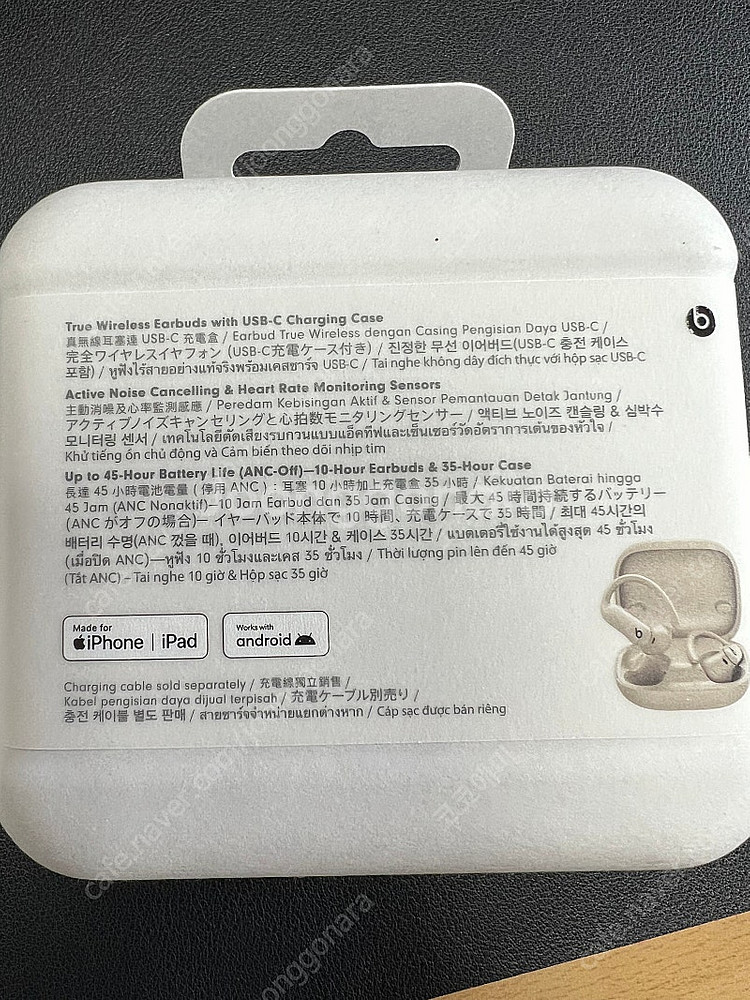 True Wireless Earbuds with USB-C Charging Case
真無線耳塞連 USB-C 充電盒 / Earbud True Wireless dengan Casing Pengisian Daya USB-C /
完全ワイヤレスイヤフォン (USB-C充電ケース付き) / 진정한 무선 이어버드(USB-C 충전 케이스
포함) / หูฟังไร้สายอย่างแท้จริงพร้อมเคสชาร์จ USB-C / Tai nghe không dây đích thực với hộp sạc USB-C
Active Noise Cancelling & Heart Rate Monitoring Sensors
主動消噪及心率監測感應 / Peredam Kebisingan Aktif & Sensor Pemantauan Detak Jantung /
アクティブノイズキャンセリングと心拍数モニタリングセンサー / 액티브 노이즈 캔슬링 & 심박수
모니터링 센서 / เทคโนโลยีตัดเสียงรบกวนแบบแอ็คทีฟและเซ็นเซอร์วัดอัตราการเต้นของหัวใจ /
Khử tiếng ồn chủ động và Cảm biến theo dõi nhịp tim
Up to 45-Hour Battery Life (ANC-Off)—10-Hour Earbuds & 35-Hour Case
長達 45 小時電池電量 ( 停用 ANC ) : 耳塞 10 小時加上充電盒 35 小時 / Kekuatan Baterai hingga
45 Jam (ANC Nonaktif)—10 Jam Earbud dan 35 Jam Casing / 最大 45 時間持続するバッテリー
(ANC がオフの場合)— イヤーバッド本体で 10 時間、充電ケースで 35 時間 / 최대 45시간의
배터리 수명(ANC 껐을 때), 이어버드 10시간 & 케이스 35시간 / แบตเตอรี่ใช้งานได้สูงสุด 45 ชั่วโมง
(เมื่อปิด ANC)—หูฟัง 10 ชั่วโมงและเคส 35 ชั่วโมง / Thời lượng pin lên đến 45 giờ
(Tắt ANC) – Tai nghe 10 giờ & Hộp sạc 35 giờ
Made for
iPhone | iPad
Works with
android
Charging cable sold separately / 充電線獨立銷售 /
Kabel pengisian daya dijual terpisah / 充電ケーブル別売り /
충전 케이블 별도 판매 / สายชาร์จจำหน่ายแยกต่างหาก / Cáp sạc được bán riêng
cafe.naver.com/joonggonara